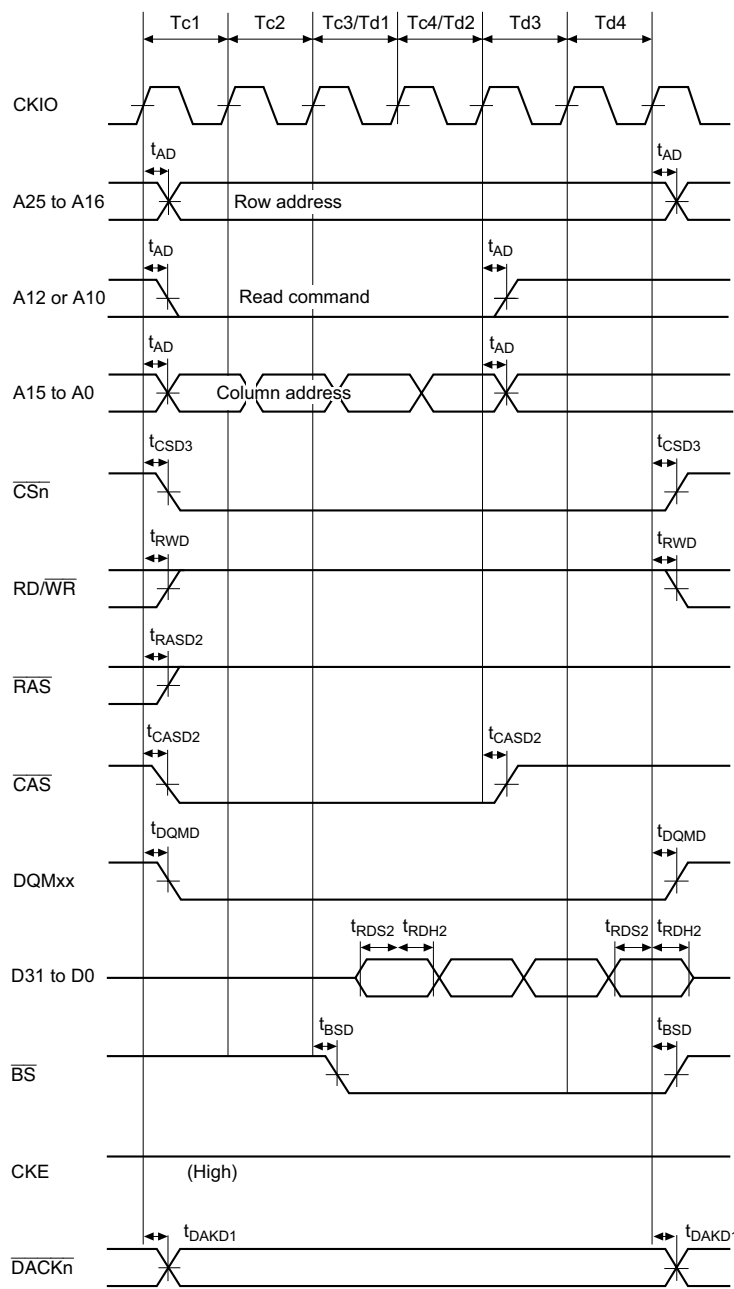 Tc1 Tc2 Tc3/Td1 Tc4/Td2 Td3 Td4
CKIO
tAD tAD
A25 to A16 Row address
tAD tAD
A12 or A10 Read command
tAD tAD
A15 to A0 Column address
tCSD3 tCSD3
CSn
tRWD tRWD
RD/WR
tRASD2
RAS
tCASD2 tCASD2
CAS
tDQMD tDQMD
DQMxx
tRDS2 tRDH2 tRDS2 tRDH2
D31 to D0
tBSD tBSD
BS
CKE (High)
tDAKD1 tDAKD1
DACKn